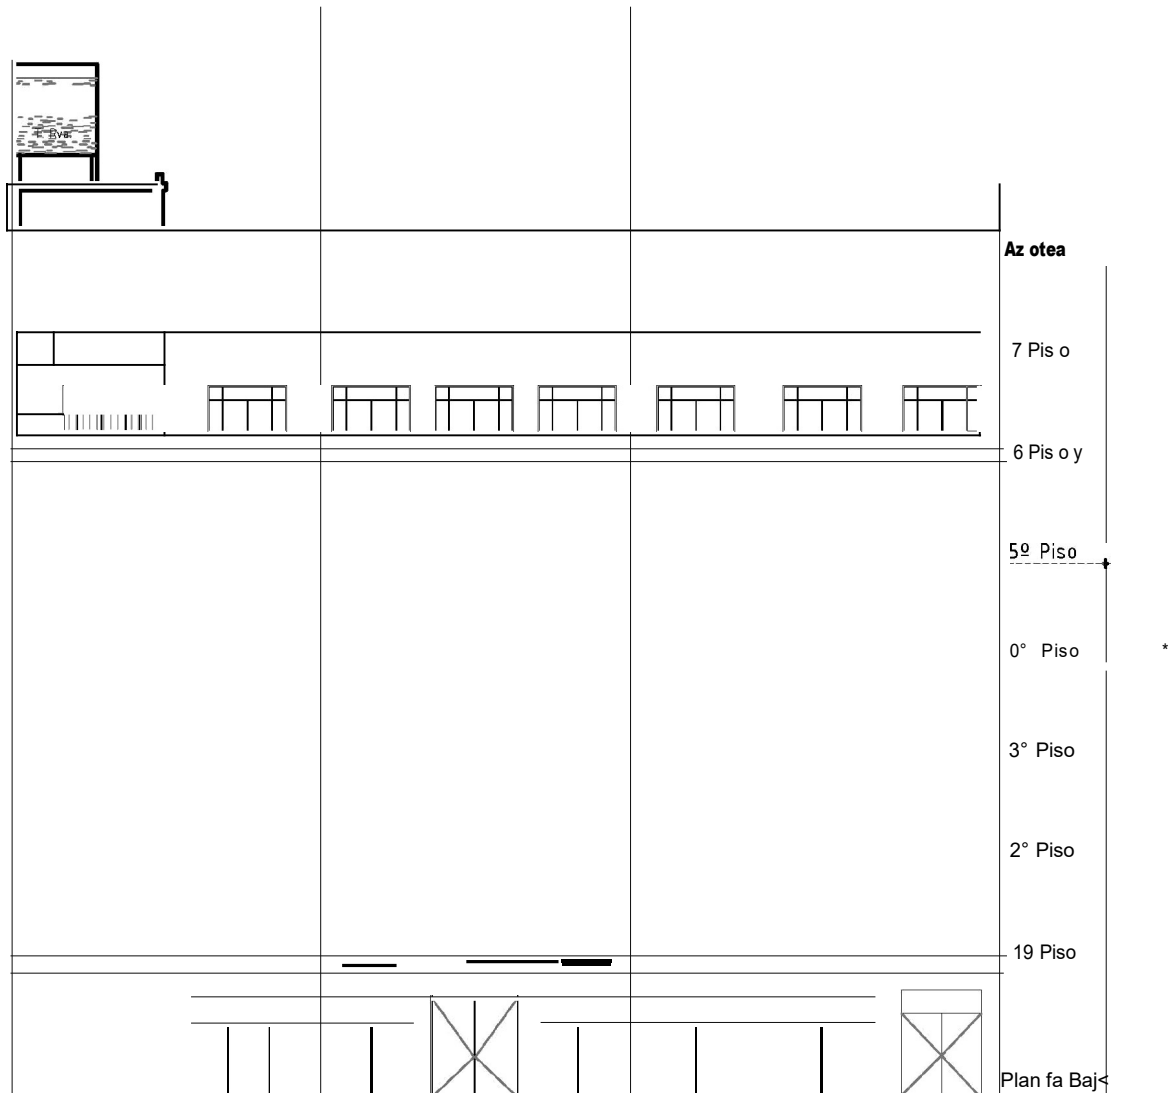 Az otea
7 Pis o
6 Pis o y
5º Piso
0° Piso
*
3° Piso
2° Piso
19 Piso
Plan fa Baj<